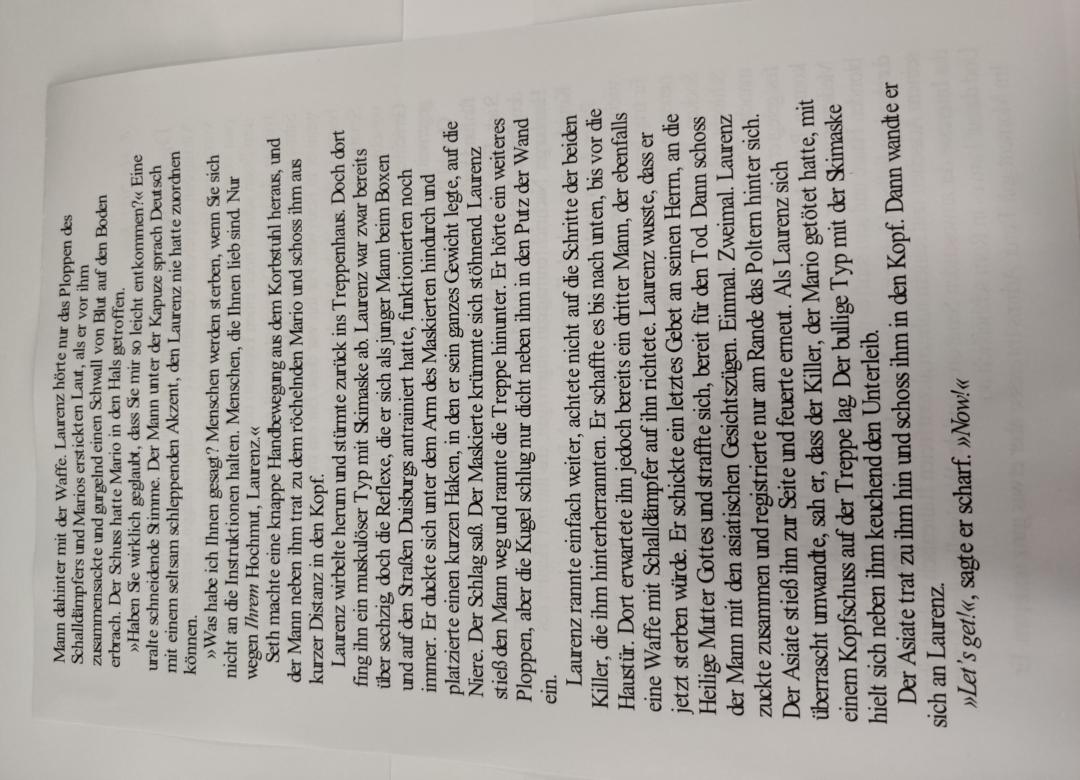 Mann dahinter mit der Waffe. Laurenz hörte nur das Ploppen des
Schalldämpfers und Marios erstickten Laut, als er vor ihm
zusammensackte und gurgelnd einen Schwall von Blut auf den Boden
erbrach. Der Schuss hatte Mario in den Hals getroffen.
»Haben Sie wirklich geglaubt, dass Sie mir so leicht entkommen?« Eine
uralte schneidende Stimme. Der Mann unter der Kapuze sprach Deutsch
mit einem seltsam schleppenden Akzent, den Laurenz nie hatte zuordnen
können.
»Was habe ich Ihnen gesagt? Menschen werden sterben, wenn Sie sich
nicht an die Instruktionen halten. Menschen, die Ihnen lieb sind. Nur
wegen Ihrem Hochmut, Laurenz.«
Seth machte eine knappe Handbewegung aus dem Korbstuhl heraus, und
der Mann neben ihm trat zu dem röchelnden Mario und schoss ihm aus
kurzer Distanz in den Kopf.
Laurenz wirbelte herum und stürmte zurück ins Treppenhaus. Doch dort
fing ihn ein muskulöser Typ mit Skimaske ab. Laurenz war zwar bereits
über sechzig, doch die Reflexe, die er sich als junger Mann beim Boxen
und auf den Straßen Duisburgs antrainiert hatte, funktionierten noch
immer. Er duckte sich unter dem Arm des Maskierten hindurch und
platzierte einen kurzen Haken, in den er sein ganzes Gewicht legte, auf die
Niere. Der Schlag saß. Der Maskierte krümmte sich stöhnend. Laurenz
stieß den Mann weg und rannte die Treppe hinunter. Er hörte ein weiteres
Ploppen, aber die Kugel schlug nur dicht neben ihm in den Putz der Wand
ein.
Laurenz rannte einfach weiter, achtete nicht auf die Schritte der beiden
Killer, die ihm hinterherrannten. Er schaffte es bis nach unten, bis vor die
Haustür. Dort erwartete ihn jedoch bereits ein dritter Mann, der ebenfalls
eine Waffe mit Schalldämpfer auf ihn richtete. Laurenz wusste, dass er
jetzt sterben würde. Er schickte ein letztes Gebet an seinen Herrn, an die
Heilige Mutter Gottes und straffte sich, bereit für den Tod. Dann schoss
der Mann mit den asiatischen Gesichtszügen. Einmal. Zweimal. Laurenz
zuckte zusammen und registrierte nur am Rande das Poltern hinter sich.
Der Asiate stieß ihn zur Seite und feuerte erneut. Als Laurenz sich
überrascht umwandte, sah er, dass der Killer, der Mario getötet hatte, mit
einem Kopfschuss auf der Treppe lag. Der bullige Typ mit der Skimaske
hielt sich neben ihm keuchend den Unterleib.
Der Asiate trat zu ihm hin und schoss ihm in den Kopf. Dann wandte er
sich an Laurenz.
»Let's get!«, sagte er scharf. »Now!«